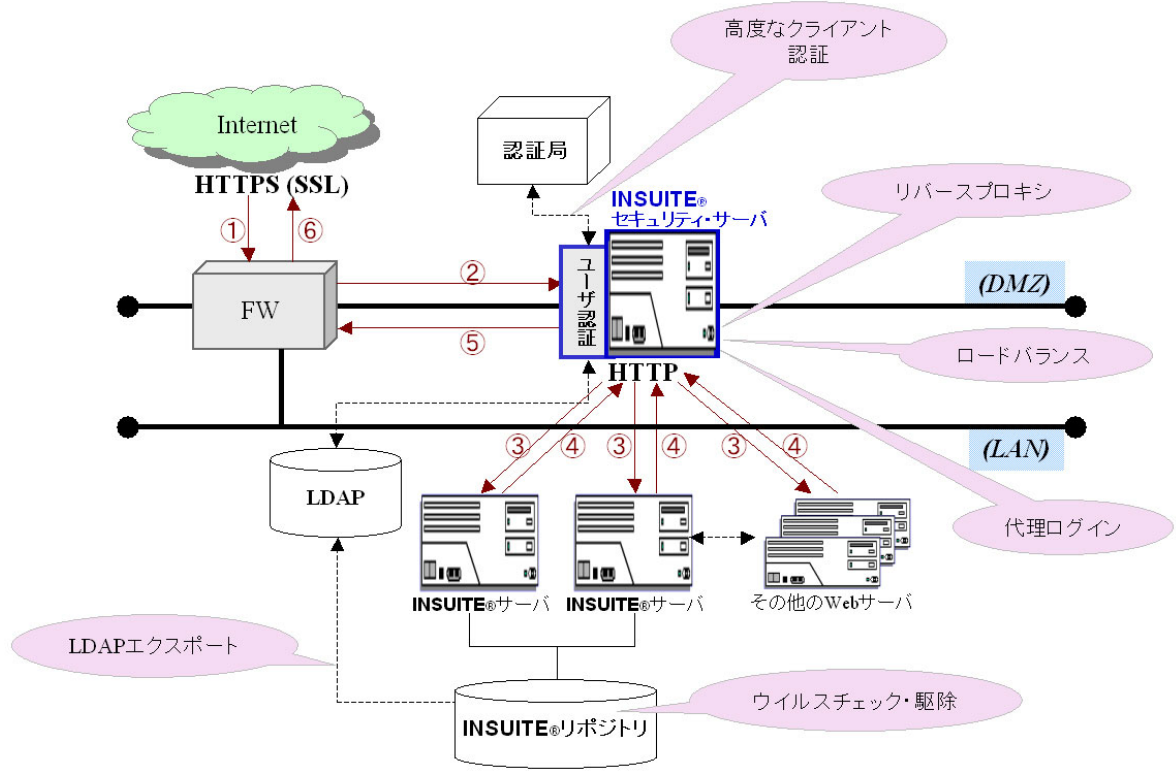 高度なクライアント
認証
Internet
認証局
HTTPS (SSL)
INSUITE®
セキュリティ・サーバ
リバースプロキシ
①
⑥
②
ユーザ認証
(DMZ)
FW
⑤
ロードバランス
HTTP
③
④
③
④
③
④
(LAN)
LDAP
代理ログイン
INSUITE®サーバ
INSUITE®サーバ
その他のWebサーバ
LDAPエクスポート
ウイルスチェック・駆除
INSUITE®リポジトリ